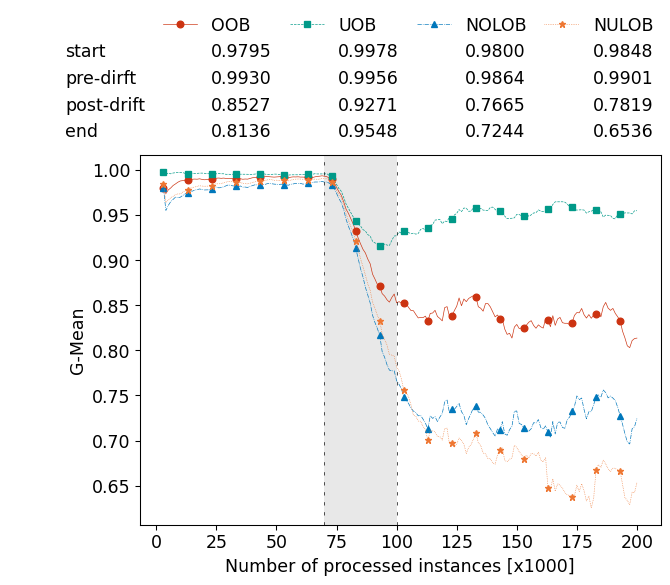 OOB UOB NOLOB NULOB
start 0.9795 0.9978 0.9800 0.9848
pre-dirft 0.9930 0.9956 0.9864 0.9901
post-drift 0.8527 0.9271 0.7665 0.7819
end 0.8136 0.9548 0.7244 0.6536
1.00
0.95
0.90
0.85
0.80
0.75
0.70
0.65
G-Mean
0 25 50 75 100 125 150 175 200
Number of processed instances [x1000]